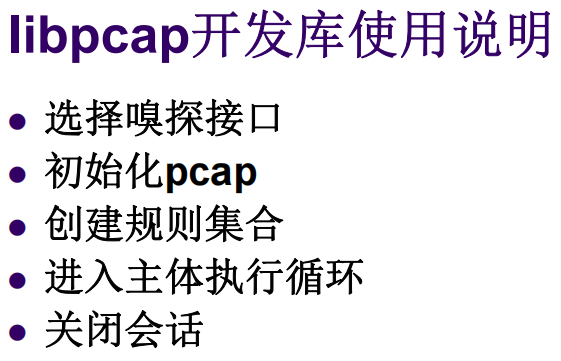 libpcap开发库使用说明
● 选择嗅探接口
● 初始化pcap
● 创建规则集合
● 进入主体执行循环
● 关闭会话